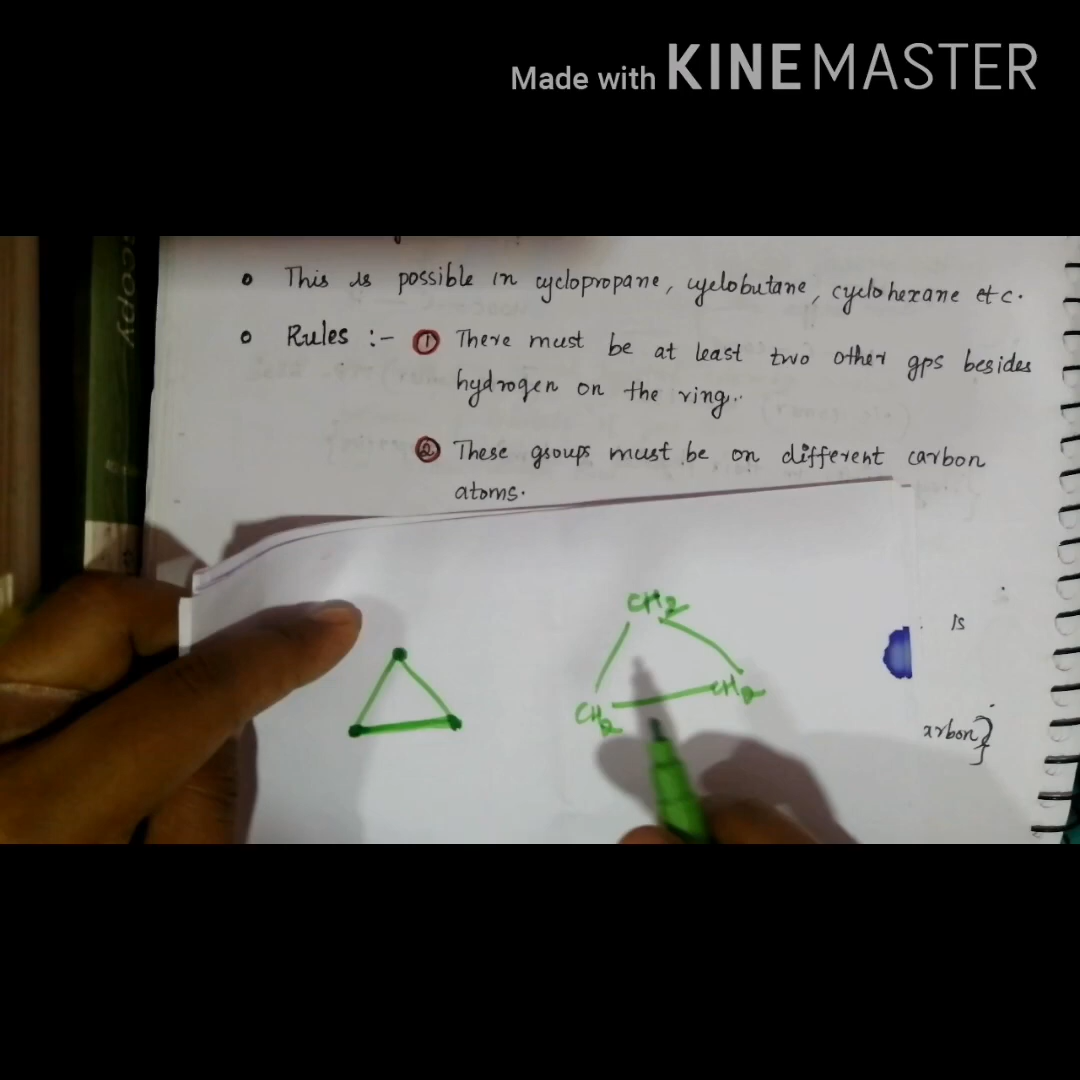 Made with KINEMASTER
This is possible in cyclopropane, cyclobutane, cyclohexane etc.
Rules :- ① There must be at least two other gps besides
hydrogen on the ring..
② These groups must be on different carbon
atoms.
CH2
CH2
CH2
is
arbon}